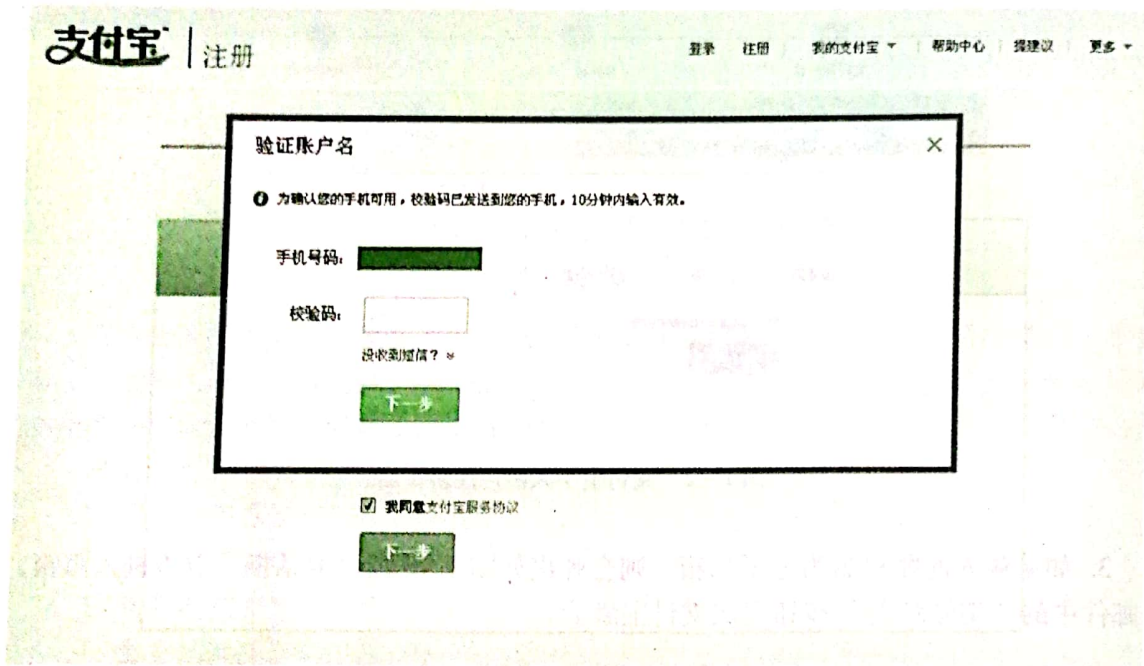 支付宝 | 注册
登录 注册 | 我的支付宝 | 帮助中心 | 提建议 | 更多
验证账户名 ×
为确认您的手机可用，校验码已发送到您的手机，10分钟内输入有效。
手机号码：
校验码：
没收到短信？
下一步
我同意支付宝服务协议
下一步